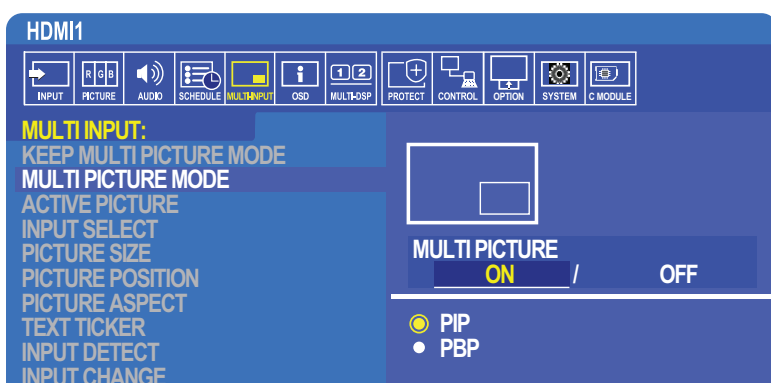 HDMI1
INPUT
RGB
PICTURE
AUDIO
SCHEDULE
MULTI-INPUT
OSD
1 2
MULTI-DSP
PROTECT
CONTROL
OPTION
SYSTEM
C MODULE
MULTI INPUT:
KEEP MULTI PICTURE MODE
MULTI PICTURE MODE
ACTIVE PICTURE
INPUT SELECT
PICTURE SIZE
PICTURE POSITION
PICTURE ASPECT
TEXT TICKER
INPUT DETECT
INPUT CHANGE
MULTI PICTURE
ON / OFF
PIP
PBP